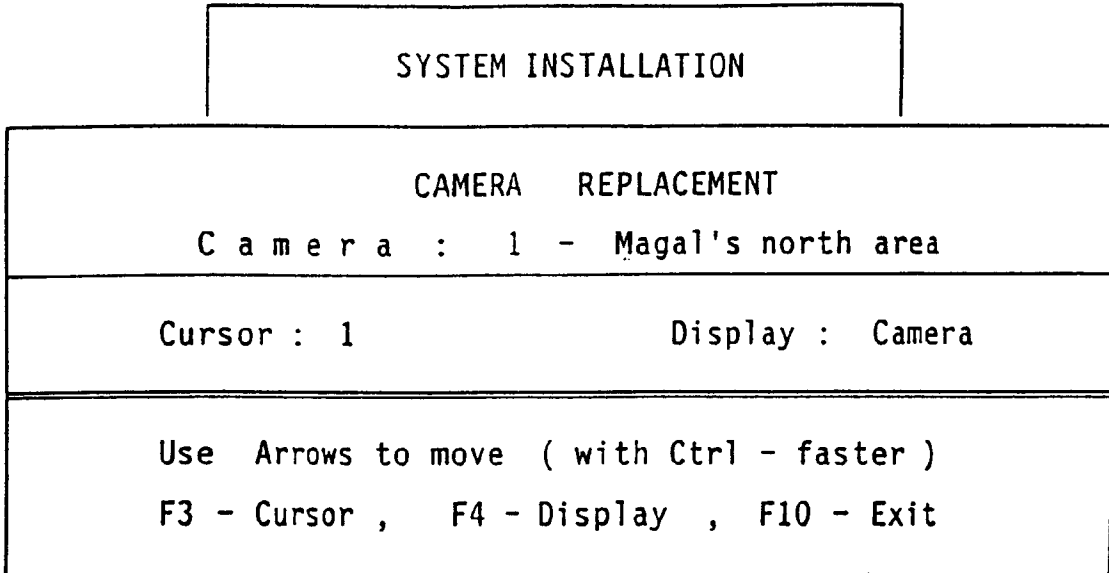 SYSTEM INSTALLATION
CAMERA REPLACEMENT
Camera : 1 - Magal's north area
Cursor : 1 Display : Camera
Use Arrows to move ( with Ctrl - faster )
F3 - Cursor , F4 - Display , F10 - Exit